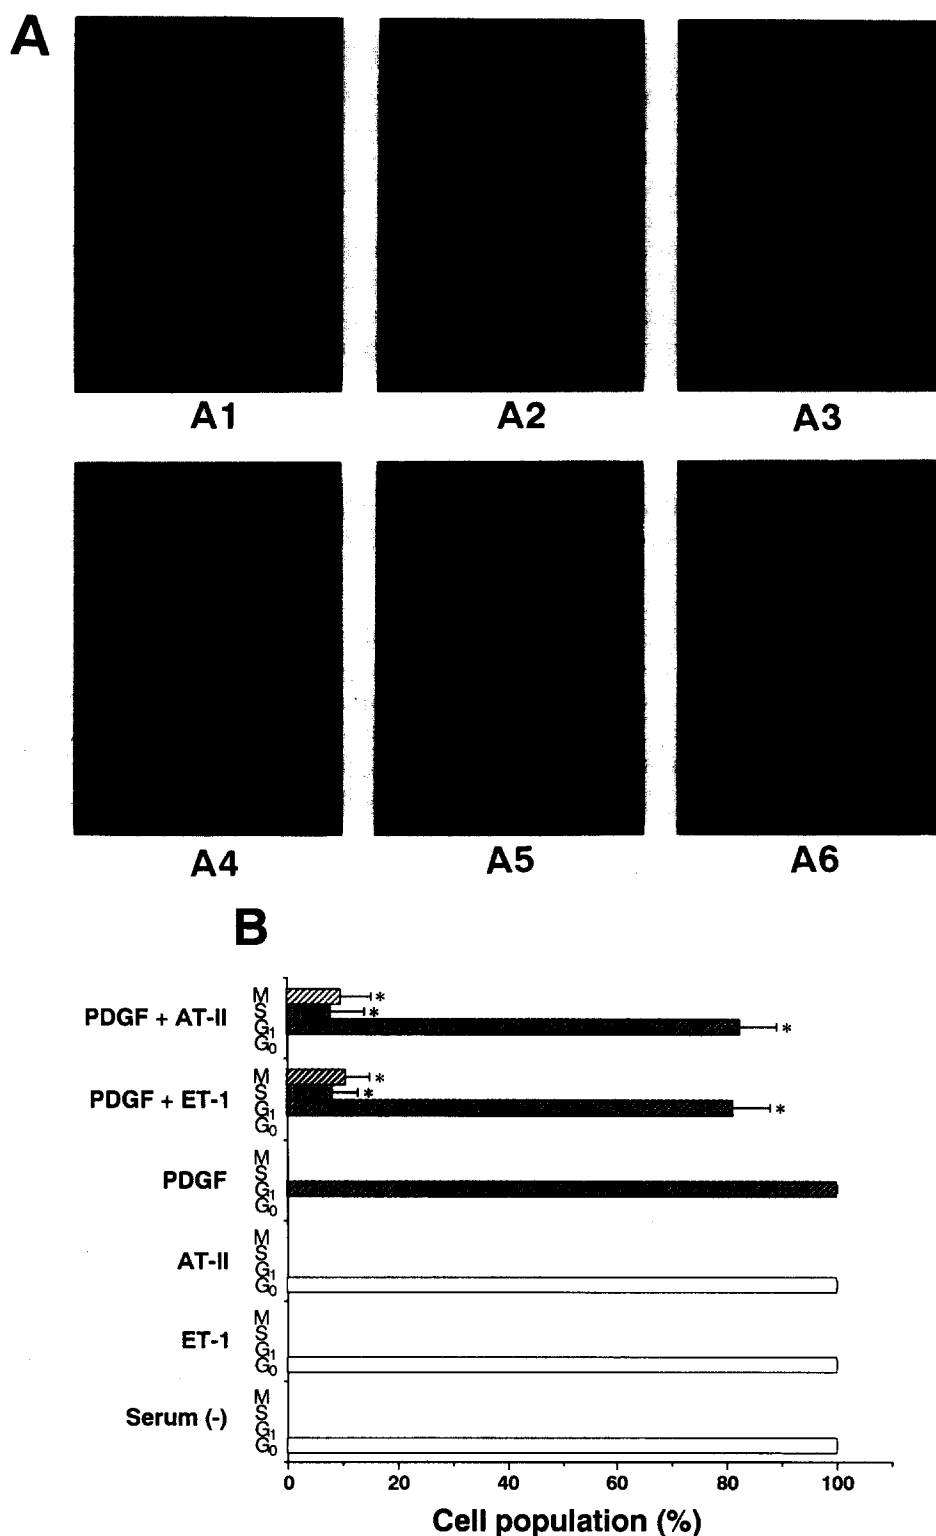 A
A1 A2 A3
A4 A5 A6
B
PDGF + AT-II
M *
S *
G1 *
G0
PDGF + ET-1
M *
S *
G1 *
G0
PDGF
M
S
G1
G0
AT-II
M
S
G1
G0
ET-1
M
S
G1
G0
Serum (-)
M
S
G1
G0
0 20 40 60 80 100
Cell population (%)